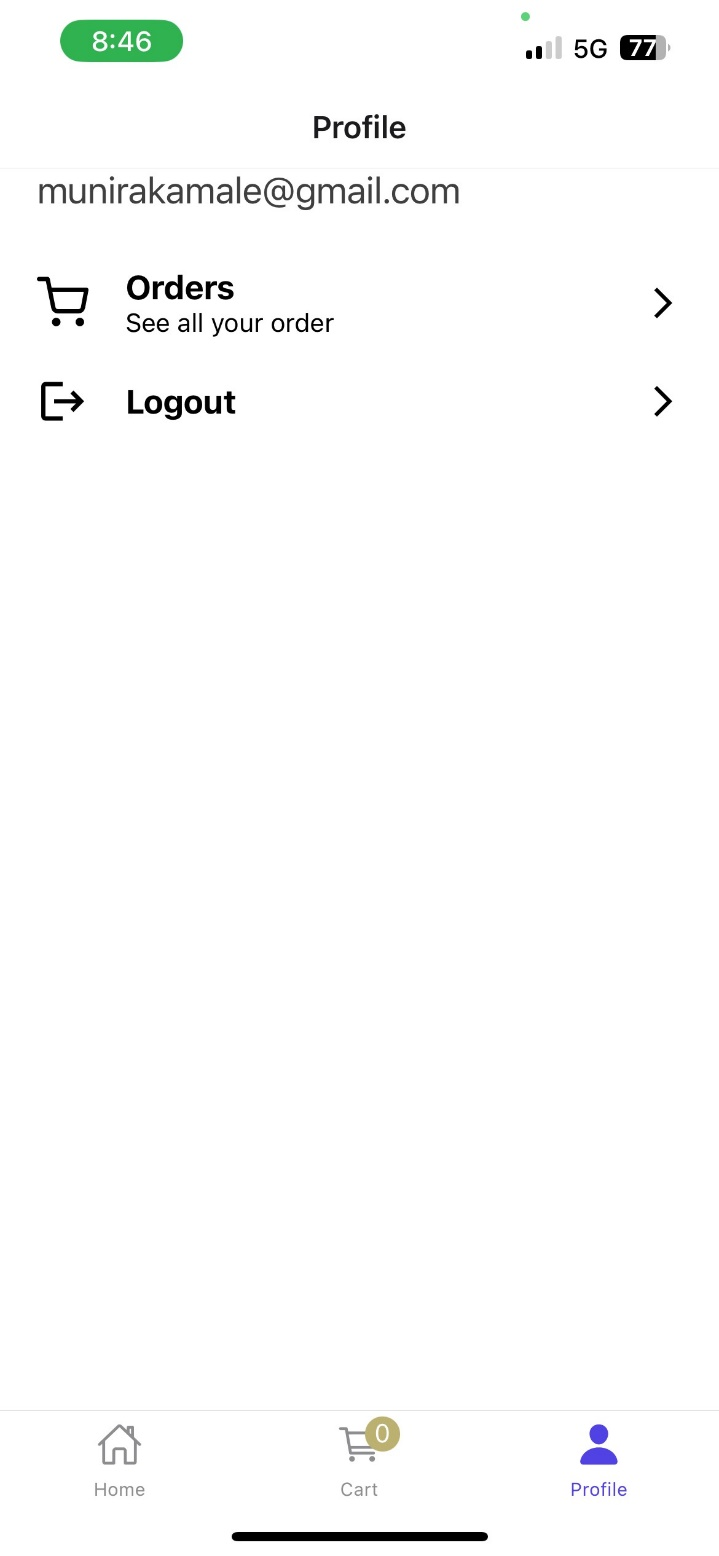 8:46
5G
77
Profile
munirakamale@gmail.com
Orders
See all your order
Logout
0
Home
Cart
Profile